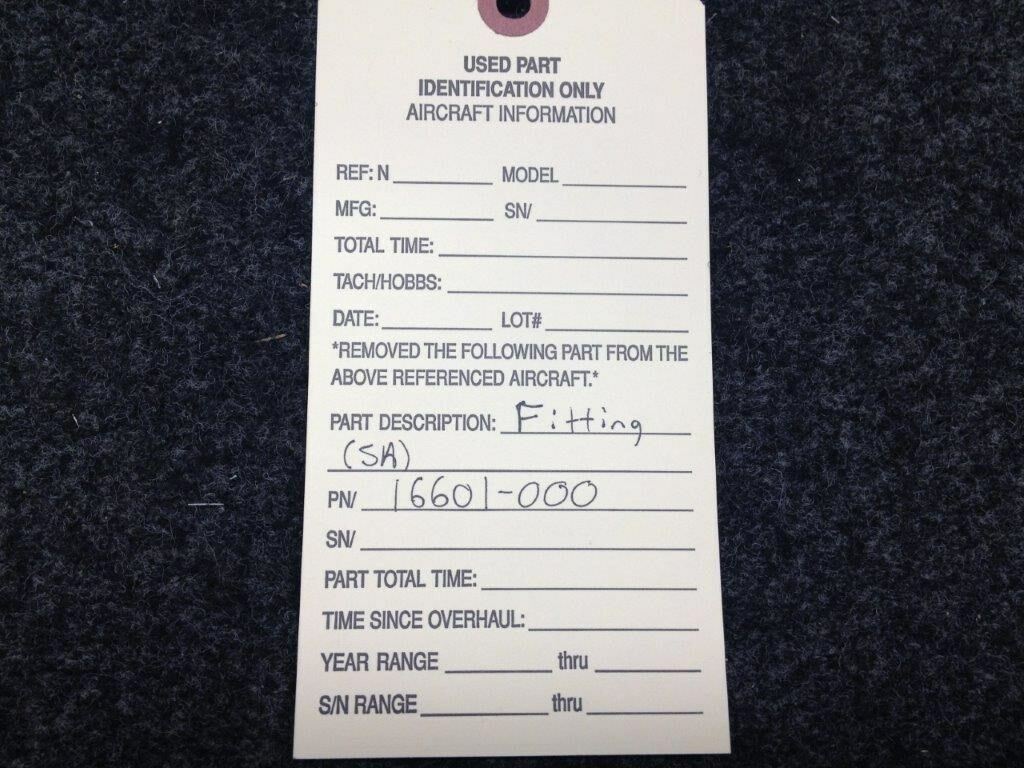 USED PART
IDENTIFICATION ONLY
AIRCRAFT INFORMATION
REF: N MODEL
MFG: SN/
TOTAL TIME:
TACH/HOBBS:
DATE: LOT#
*REMOVED THE FOLLOWING PART FROM THE
ABOVE REFERENCED AIRCRAFT.*
PART DESCRIPTION: Fitting
(SA)
PN/ 16601-000
SN/
PART TOTAL TIME:
TIME SINCE OVERHAUL:
YEAR RANGE thru
S/N RANGE thru